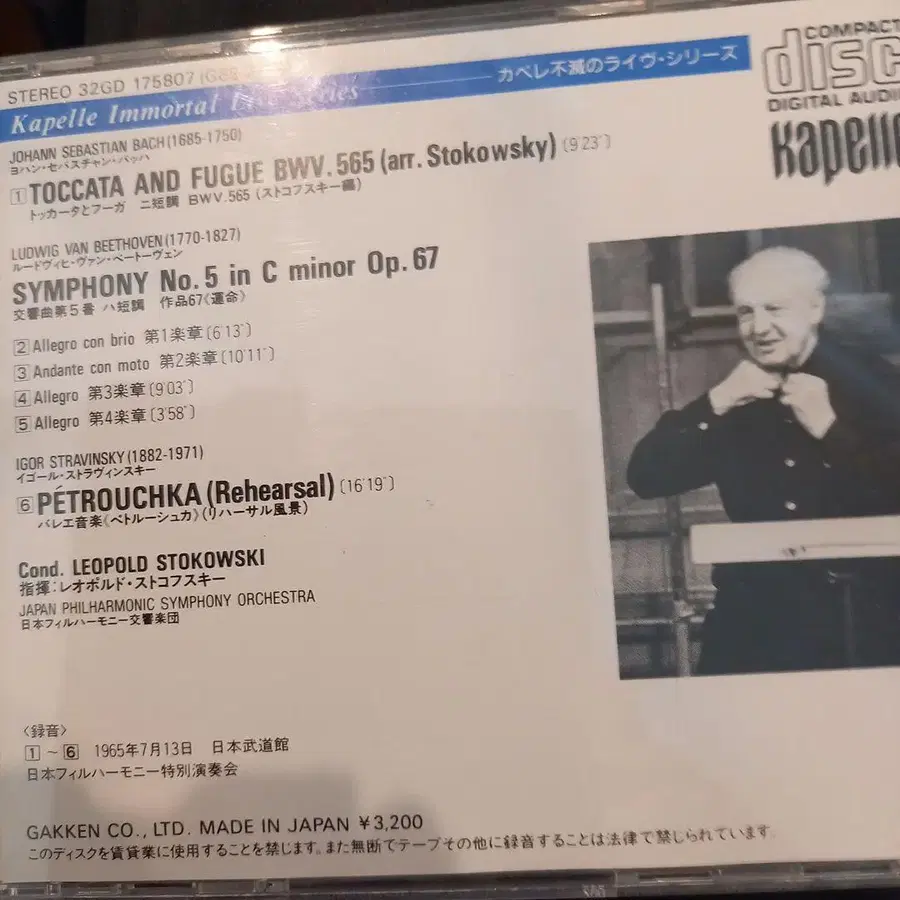 STEREO 32GD 175807
Kapelle Immortal Live Series
カペレ不滅のライヴ・シリーズ
COMPACT
disc
DIGITAL AUDIO
Kapelle
JOHANN SEBASTIAN BACH(1685-1750)
ヨハン・セバスチャン・バッハ
1 TOCCATA AND FUGUE BWV.565(arr. Stokowsky)(9'23")
トッカータとフーガ ニ短調 BWV.565(ストコフスキー編)
LUDWIG VAN BEETHOVEN(1770-1827)
ルードヴィヒ・ヴァン・ベートーヴェン
SYMPHONY No.5 in C minor Op.67
交響曲第5番 ハ短調 作品67《運命》
2 Allegro con brio 第1楽章(6'13")
3 Andante con moto 第2楽章(10'11")
4 Allegro 第3楽章(9'03")
5 Allegro 第4楽章(3'58")
IGOR STRAVINSKY(1882-1971)
イゴール・ストラヴィンスキー
6 PÉTROUCHKA(Rehearsal)(16'19")
バレエ音楽《ペトルーシュカ》(リハーサル風景)
Cond. LEOPOLD STOKOWSKI
指揮:レオポルド・ストコフスキー
JAPAN PHILHARMONIC SYMPHONY ORCHESTRA
日本フィルハーモニー交響楽団
〈録音〉
1～6 1965年7月13日 日本武道館
日本フィルハーモニー特別演奏会
GAKKEN CO., LTD. MADE IN JAPAN ¥3,200
このディスクを賃貸業に使用することを禁じます。また無断でテープその他に録音することは法律で禁じられています。